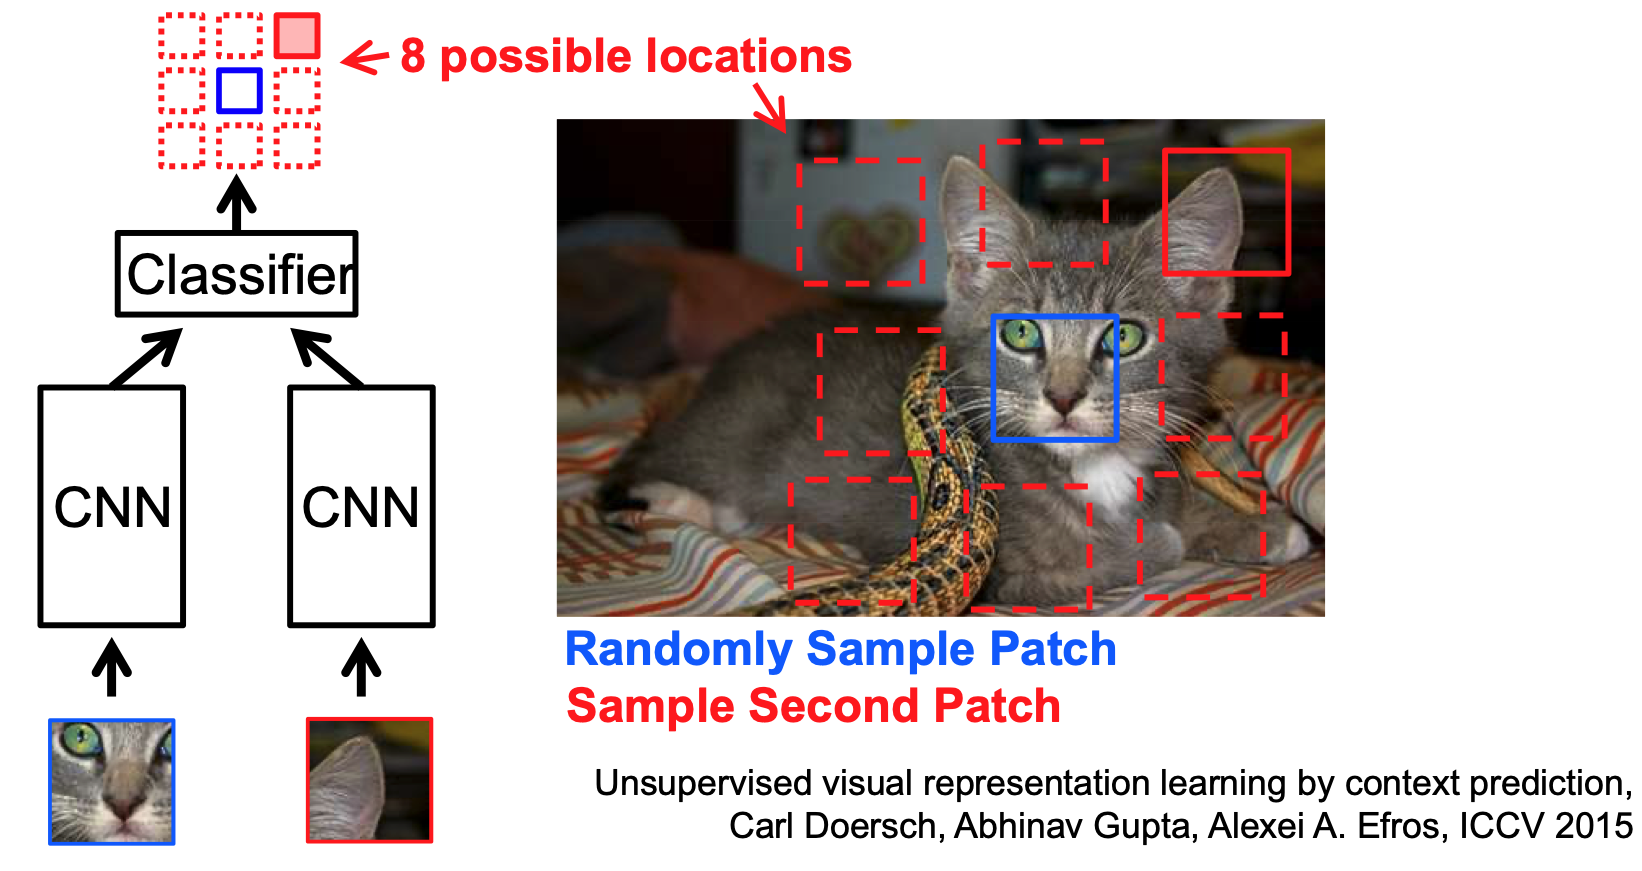 8 possible locations
Classifier
CNN
CNN
Randomly Sample Patch
Sample Second Patch
Unsupervised visual representation learning by context prediction,
Carl Doersch, Abhinav Gupta, Alexei A. Efros, ICCV 2015